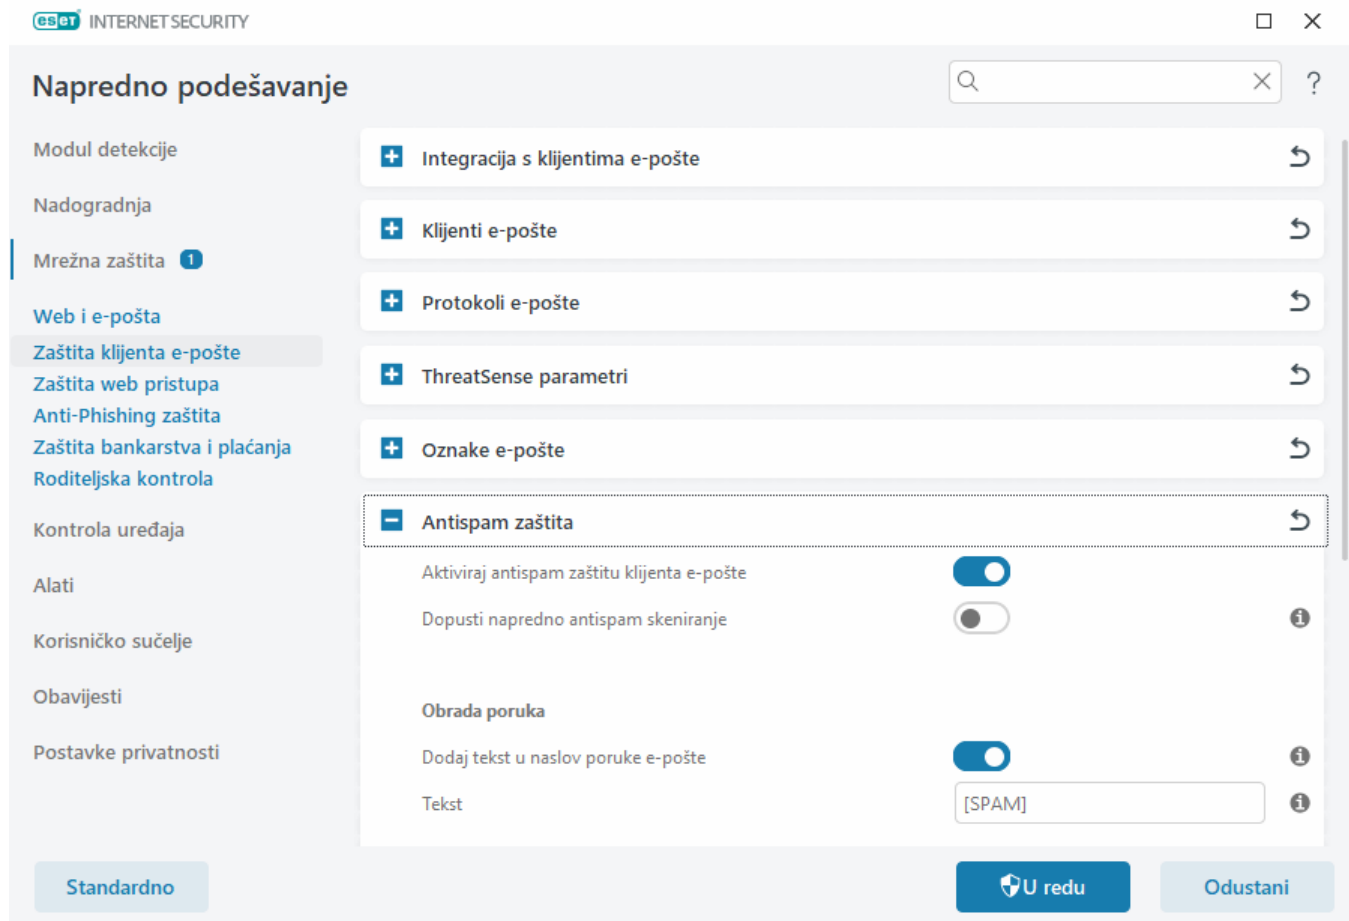 eset INTERNET SECURITY
Napredno podešavanje
?
Modul detekcije
Nadogradnja
Mrežna zaštita 1
Web i e-pošta
Zaštita klijenta e-pošte
Zaštita web pristupa
Anti-Phishing zaštita
Zaštita bankarstva i plaćanja
Roditeljska kontrola
Kontrola uređaja
Alati
Korisničko sučelje
Obavijesti
Postavke privatnosti
Integracija s klijentima e-pošte
Klijenti e-pošte
Protokoli e-pošte
ThreatSense parametri
Oznake e-pošte
Antispam zaštita
Aktiviraj antispam zaštitu klijenta e-pošte
Dopusti napredno antispam skeniranje
Obrada poruka
Dodaj tekst u naslov poruke e-pošte
Tekst [SPAM]
Standardno
U redu
Odustani